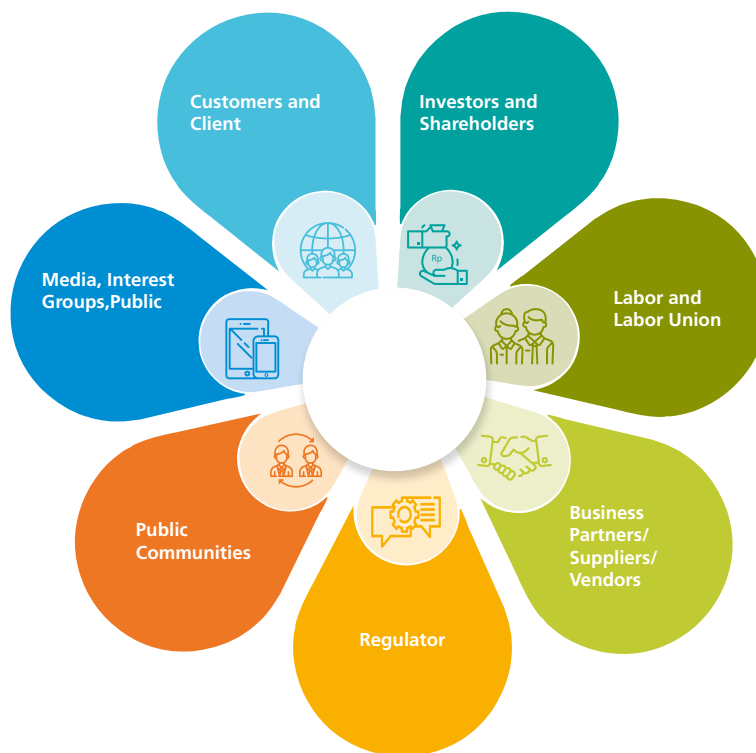 Customers and
Client
Investors and
Shareholders
Rp
Media, Interest
Groups,Public
Labor and
Labor Union
Public
Communities
Business
Partners/
Suppliers/
Vendors
Regulator